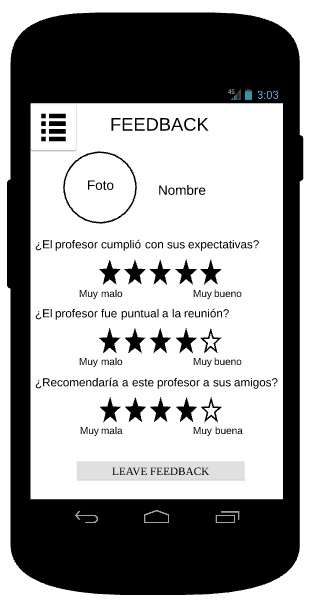 4G 3:03
FEEDBACK
Foto
Nombre
¿El profesor cumplió con sus expectativas?
Muy malo Muy bueno
¿El profesor fue puntual a la reunión?
Muy malo Muy bueno
¿Recomendaría a este profesor a sus amigos?
Muy mala Muy buena
LEAVE FEEDBACK